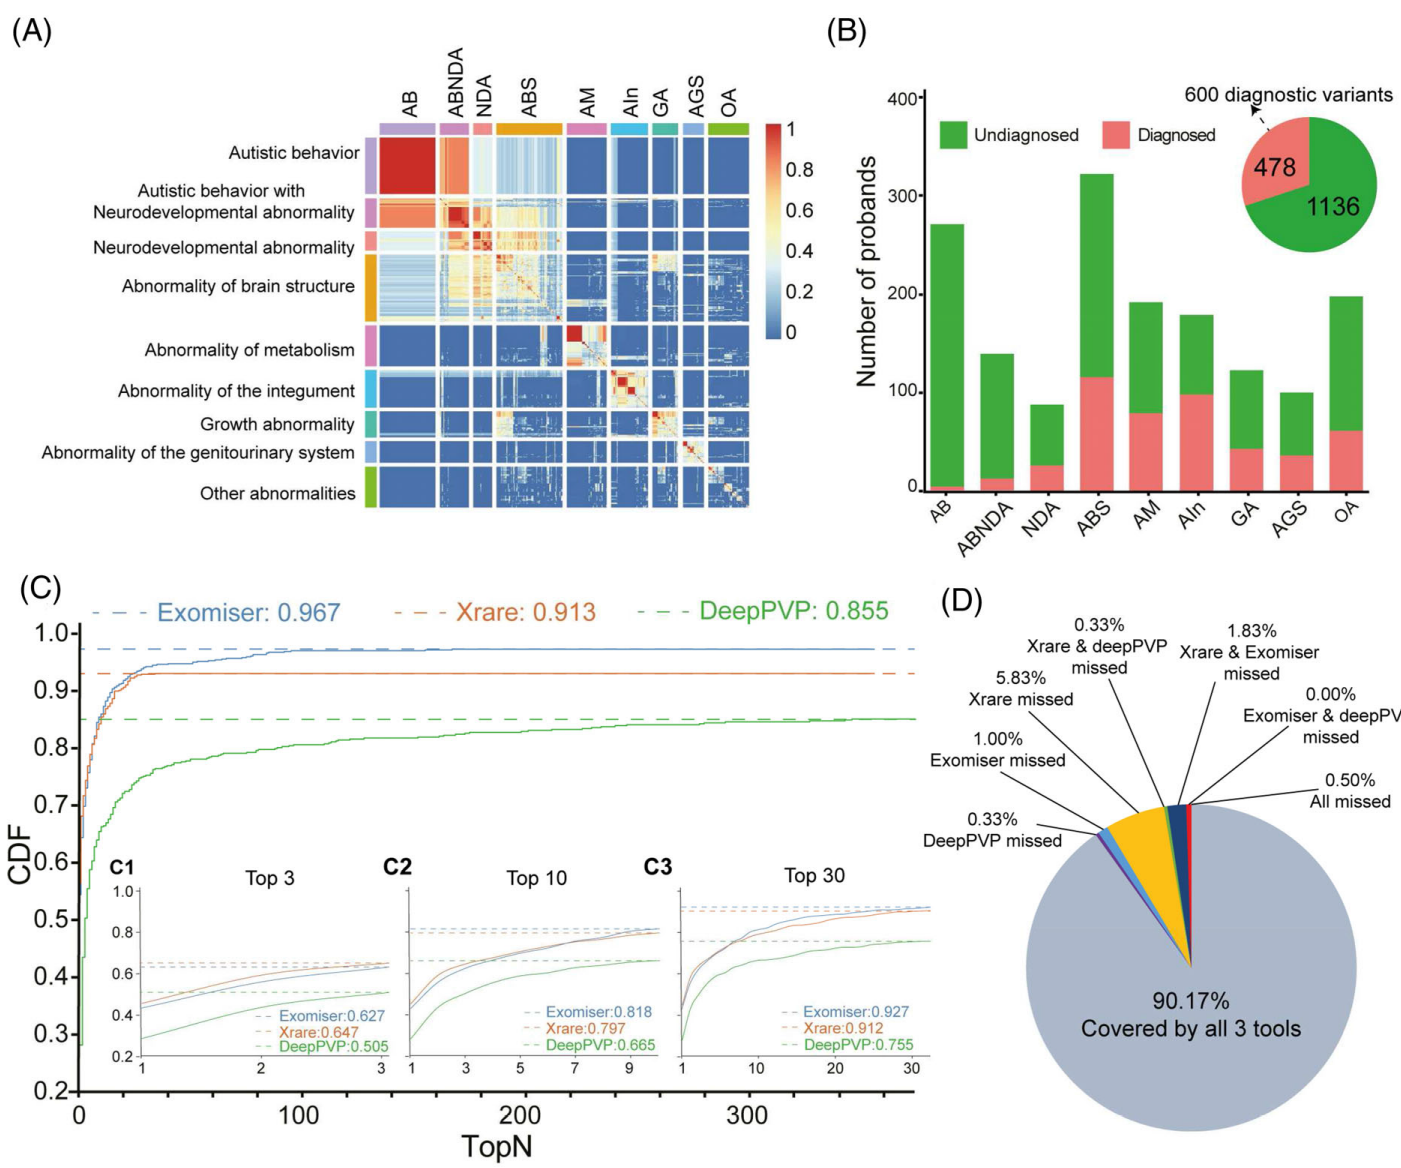 (A)
AB
ABNDA
NDA
ABS
AM
AIn
GA
AGS
OA
Autistic behavior
Autistic behavior with
Neurodevelopmental abnormality
Neurodevelopmental abnormality
Abnormality of brain structure
Abnormality of metabolism
Abnormality of the integument
Growth abnormality
Abnormality of the genitourinary system
Other abnormalities
1
0.8
0.6
0.4
0.2
0
(B)
600 diagnostic variants
Undiagnosed
Diagnosed
478
1136
Number of probands
400
300
200
100
0
AB
ABNDA
NDA
ABS
AM
AIn
GA
AGS
OA
(C)
Exomiser: 0.967
Xrare: 0.913
DeepPVP: 0.855
CDF
1.0
0.9
0.8
0.7
0.6
0.5
0.4
0.3
0.2
0
100
200
300
TopN
C1
Top 3
1.0
0.8
0.6
0.4
0.2
Exomiser:0.627
Xrare:0.647
DeepPVP:0.505
1
2
3
C2
Top 10
Exomiser:0.818
Xrare:0.797
DeepPVP:0.665
1
3
5
7
9
C3
Top 30
Exomiser:0.927
Xrare:0.912
DeepPVP:0.755
1
10
20
30
(D)
0.33%
Xrare & deepPVP
missed
1.83%
Xrare & Exomiser
missed
5.83%
Xrare missed
0.00%
Exomiser & deepPV
missed
1.00%
Exomiser missed
0.50%
All missed
0.33%
DeepPVP missed
90.17%
Covered by all 3 tools